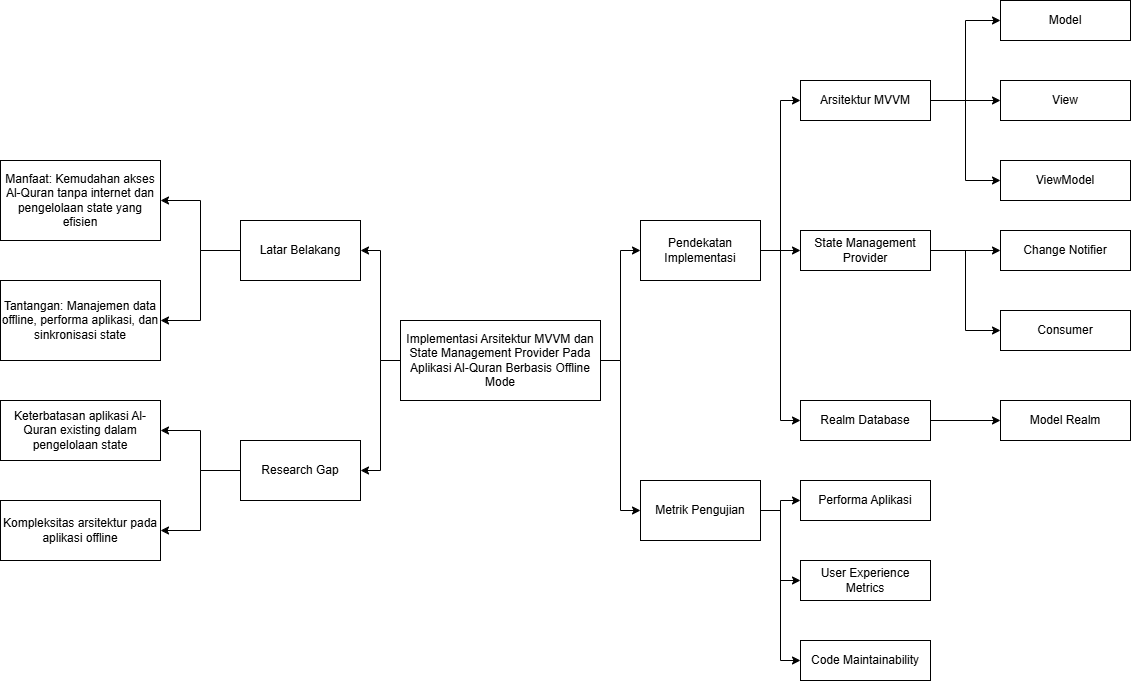 Model
Arsitektur MVVM
View
ViewModel
Manfaat: Kemudahan akses
Al-Quran tanpa internet dan
pengelolaan state yang
efisien
Latar Belakang
Tantangan: Manajemen data
offline, performa aplikasi, dan
sinkronisasi state
Pendekatan
Implementasi
State Management
Provider
Change Notifier
Consumer
Implementasi Arsitektur MVVM dan
State Management Provider Pada
Aplikasi Al-Quran Berbasis Offline
Mode
Keterbatasan aplikasi Al-
Quran existing dalam
pengelolaan state
Research Gap
Kompleksitas arsitektur pada
aplikasi offline
Realm Database
Model Realm
Metrik Pengujian
Performa Aplikasi
User Experience
Metrics
Code Maintainability